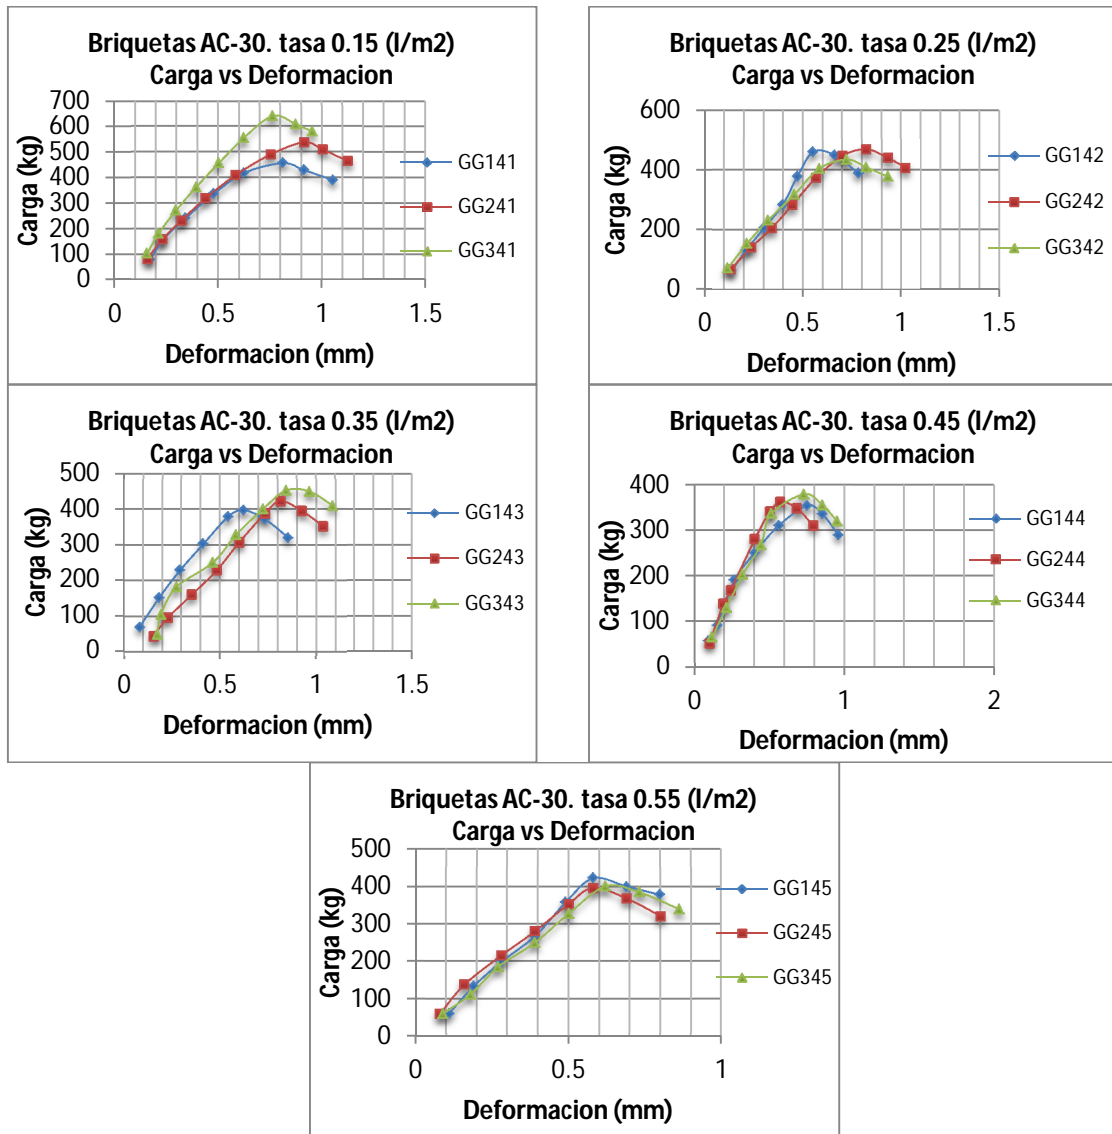 Briquetas AC-30. tasa 0.15 (l/m2)
Carga vs Deformacion
Carga (kg)
700
600
500
400
300
200
100
0
0 0.5 1 1.5
Deformacion (mm)
GG141
GG241
GG341
Briquetas AC-30. tasa 0.25 (l/m2)
Carga vs Deformacion
Carga (kg)
600
400
200
0
0 0.5 1 1.5
Deformacion (mm)
GG142
GG242
GG342
Briquetas AC-30. tasa 0.35 (l/m2)
Carga vs Deformacion
Carga (kg)
500
400
300
200
100
0
0 0.5 1 1.5
Deformacion (mm)
GG143
GG243
GG343
Briquetas AC-30. tasa 0.45 (l/m2)
Carga vs Deformacion
Carga (kg)
400
300
200
100
0
0 1 2
Deformacion (mm)
GG144
GG244
GG344
Briquetas AC-30. tasa 0.55 (l/m2)
Carga vs Deformacion
Carga (kg)
500
400
300
200
100
0
0 0.5 1
Deformacion (mm)
GG145
GG245
GG345